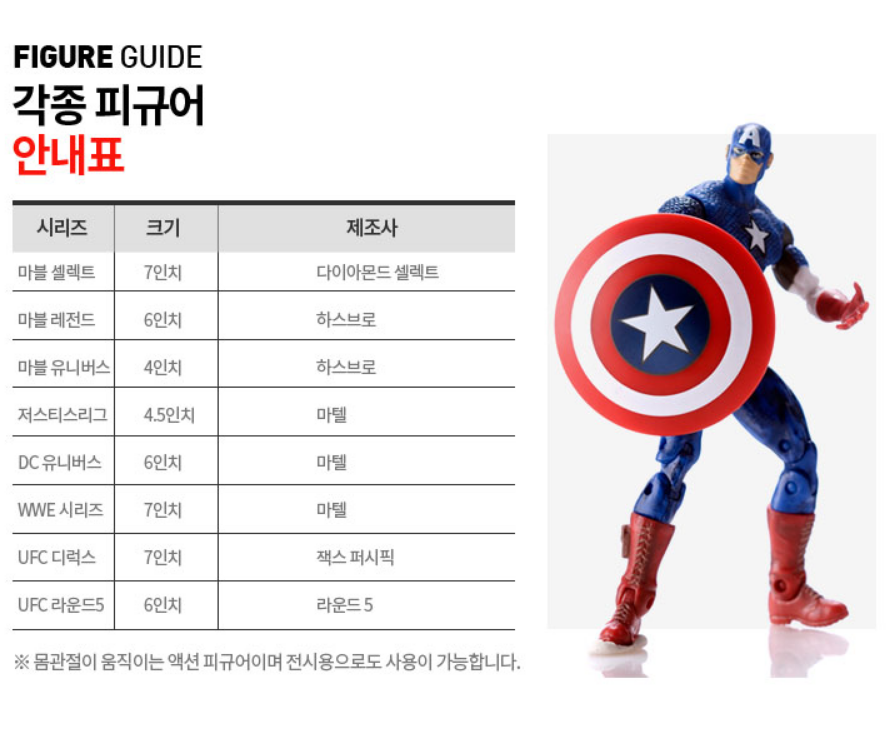 FIGURE GUIDE
각종 피규어
안내표
시리즈 크기 제조사
마블 셀렉트 7인치 다이아몬드 셀렉트
마블 레전드 6인치 하스브로
마블 유니버스 4인치 하스브로
저스티스리그 4.5인치 마텔
DC 유니버스 6인치 마텔
WWE 시리즈 7인치 마텔
UFC 디럭스 7인치 잭스 퍼시픽
UFC 라운드5 6인치 라운드 5
※ 몸관절이 움직이는 액션 피규어이며 전시용으로도 사용이 가능합니다.
A